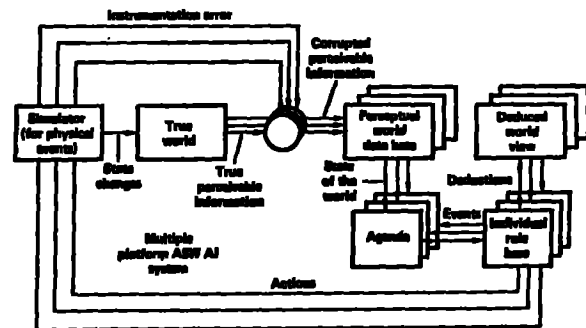 Instrumentation error
Corrupted
perceivable
information
Simulator
(for physical
events)
True
world
Perceptual
world
data base
Deduced
world
view
State
changes
True
perceivable
information
State
of the
world
Deductions
Events
Agenda
Individual
rule
base
Multiple
platform ASW AI
system
Actions